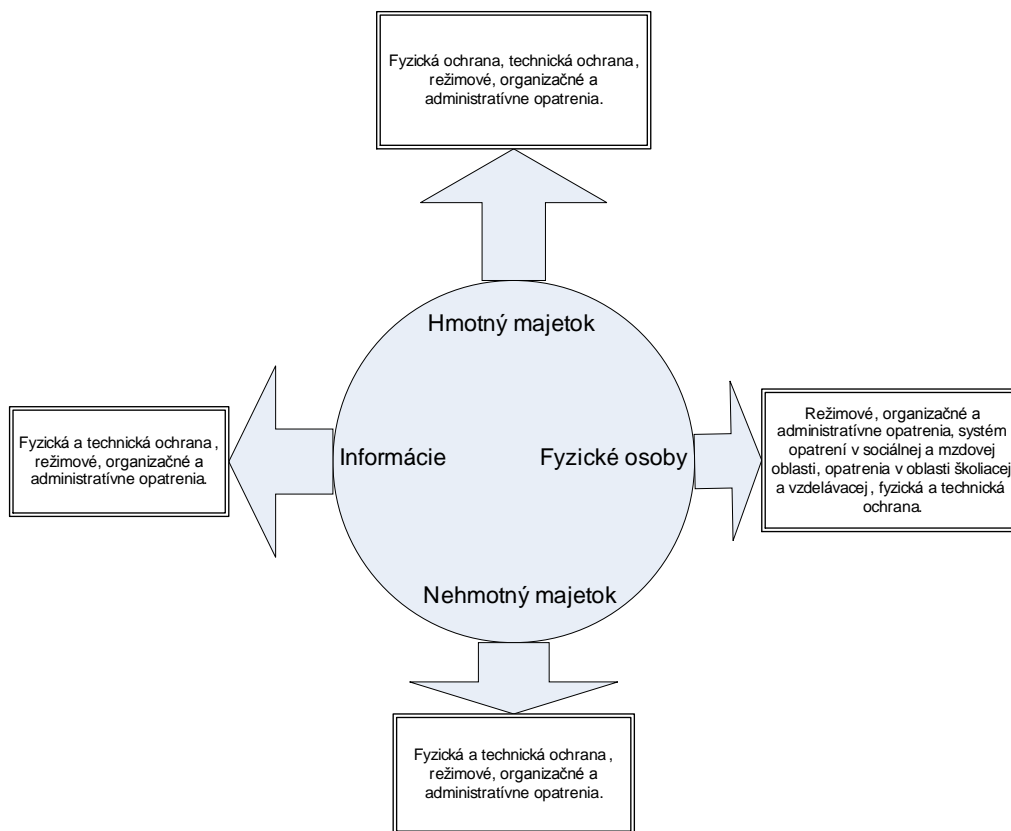 Fyzická ochrana, technická ochrana,
režimové, organizačné a
administratívne opatrenia.
Hmotný majetok
Fyzická a technická ochrana,
režimové, organizačné a
administratívne opatrenia.
Informácie
Fyzické osoby
Režimové, organizačné a
administratívne opatrenia, systém
opatrení v sociálnej a mzdovej
oblasti, opatrenia v oblasti školiacej
a vzdelávacej, fyzická a technická
ochrana.
Nehmotný majetok
Fyzická a technická ochrana,
režimové, organizačné a
administratívne opatrenia.